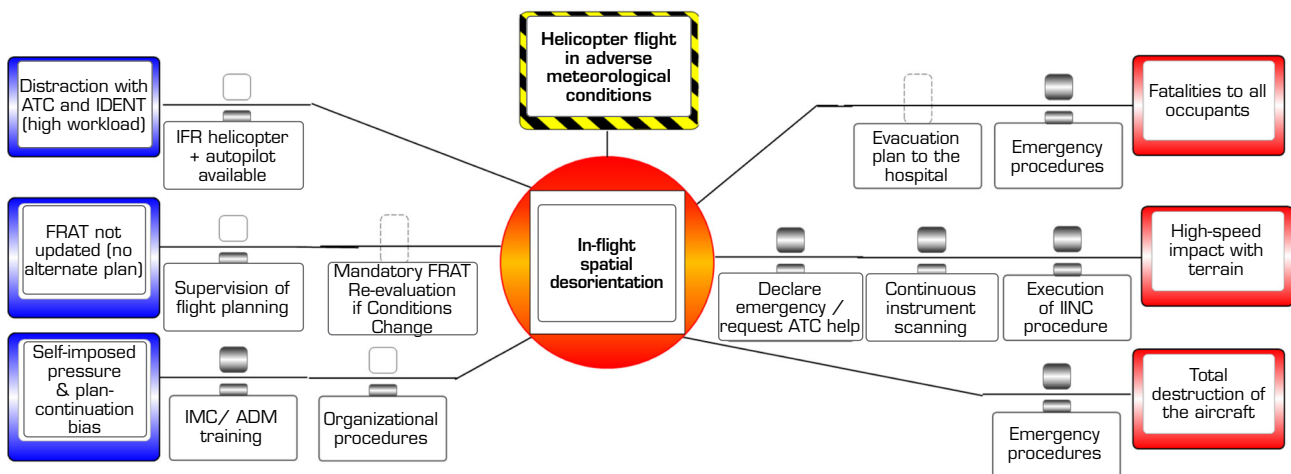 Helicopter flight
in adverse
meteorological
conditions
Distraction with
ATC and IDENT
(high workload)
IFR helicopter
+ autopilot
available
FRAT not
updated (no
alternate plan)
Supervision of
flight planning
Mandatory FRAT
Re-evaluation
if Conditions
Change
Self-imposed
pressure
& plan-
continuation
bias
IMC/ ADM
training
Organizational
procedures
In-flight
spatial
desorientation
Evacuation
plan to the
hospital
Emergency
procedures
Fatalities to all
occupants
Declare
emergency /
request ATC help
Continuous
instrument
scanning
Execution
of IINC
procedure
High-speed
impact with
terrain
Emergency
procedures
Total
destruction of
the aircraft